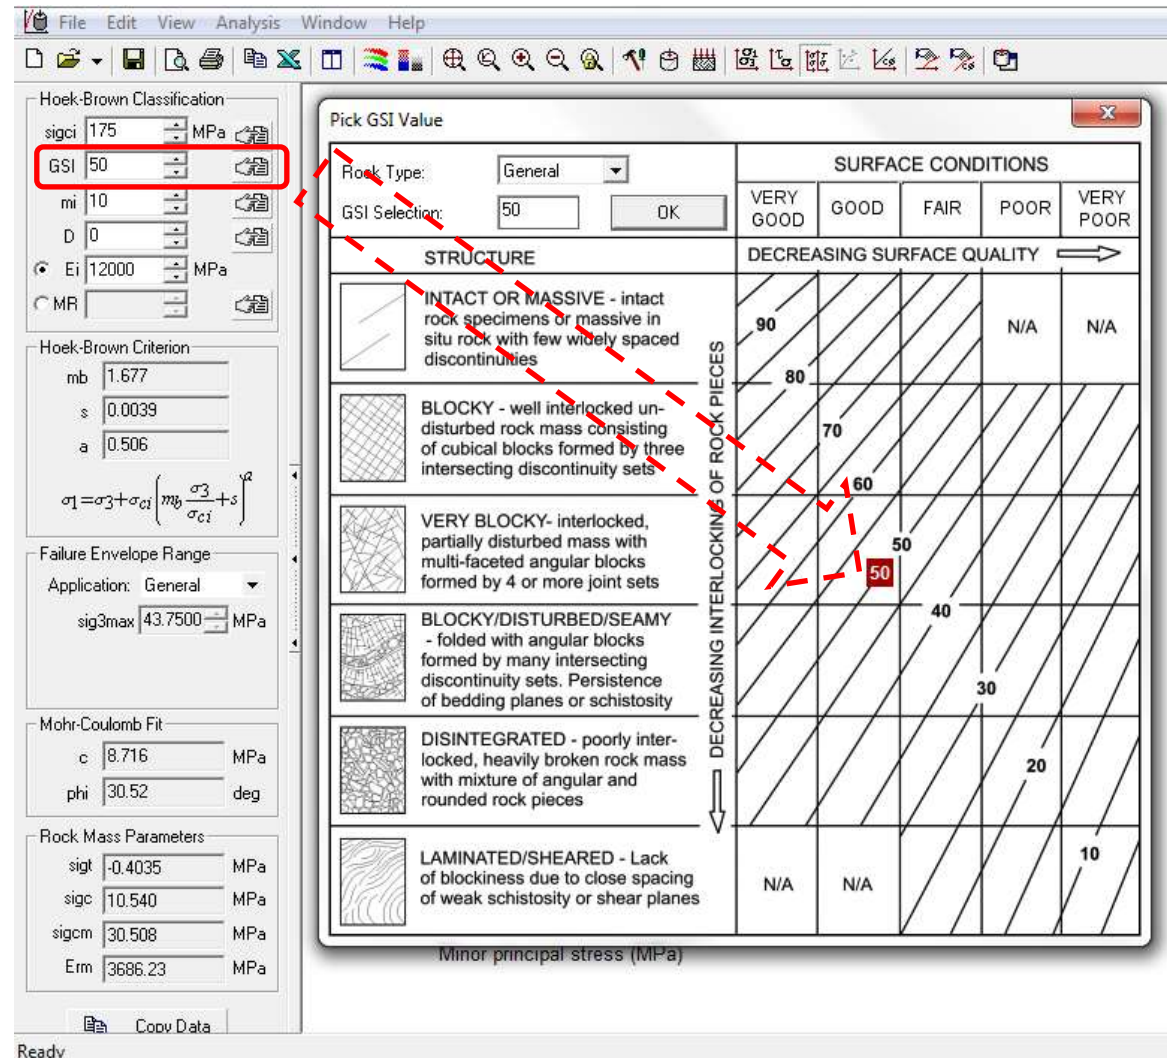 File Edit View Analysis Window Help
Hoek-Brown Classification
sigci 175 MPa
GSI 50
mi 10
D 0
Ei 12000 MPa
MR
Hoek-Brown Criterion
mb 1.677
s 0.0039
a 0.506
σ1=σ3+σci(mb σ3/σci+s)^a
Failure Envelope Range
Application: General
sig3max 43.7500 MPa
Mohr-Coulomb Fit
c 8.716 MPa
phi 30.52 deg
Rock Mass Parameters
sigt -0.4035 MPa
sigc 10.540 MPa
sigcm 30.508 MPa
Erm 3686.23 MPa
Copy Data
Ready
Pick GSI Value
Rock Type: General
GSI Selection: 50 OK
SURFACE CONDITIONS
VERY GOOD
GOOD
FAIR
POOR
VERY POOR
STRUCTURE
DECREASING SURFACE QUALITY
INTACT OR MASSIVE - intact
rock specimens or massive in
situ rock with few widely spaced
discontinuities
BLOCKY - well interlocked un-
disturbed rock mass consisting
of cubical blocks formed by three
intersecting discontinuity sets
VERY BLOCKY- interlocked,
partially disturbed mass with
multi-faceted angular blocks
formed by 4 or more joint sets
BLOCKY/DISTURBED/SEAMY
- folded with angular blocks
formed by many intersecting
discontinuity sets. Persistence
of bedding planes or schistosity
DISINTEGRATED - poorly inter-
locked, heavily broken rock mass
with mixture of angular and
rounded rock pieces
LAMINATED/SHEARED - Lack
of blockiness due to close spacing
of weak schistosity or shear planes
DECREASING INTERLOCKING OF ROCK PIECES
90
N/A N/A
80
70
60
50
50
40
30
20
10
N/A N/A
Minor principal stress (MPa)